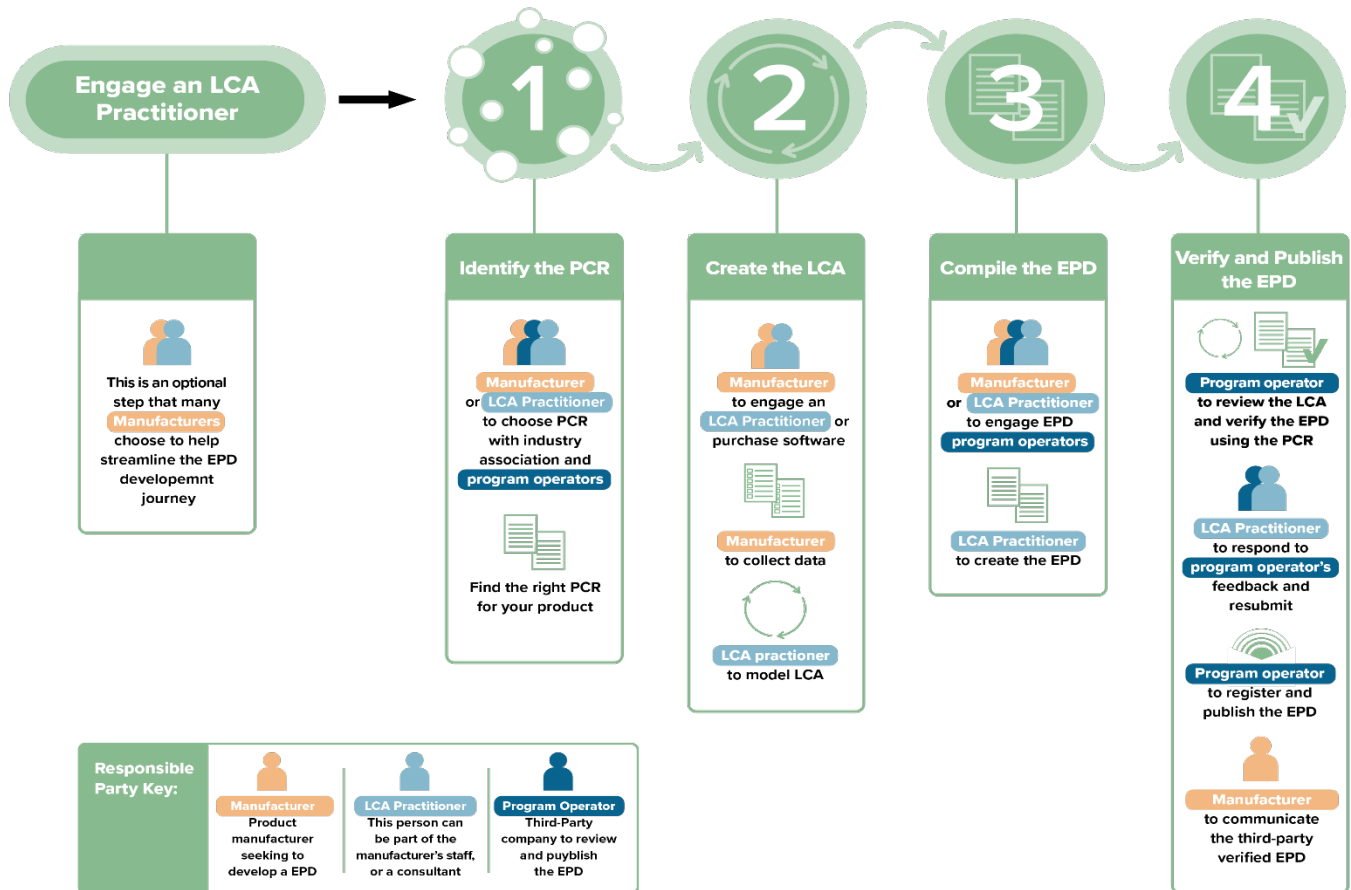 Engage an LCA
Practitioner
1
2
3
4
This is an optional
step that many
Manufacturers
choose to help
streamline the EPD
developemnt
journey
Identify the PCR
Manufacturer
or LCA Practitioner
to choose PCR
with industry
association and
program operators
Find the right PCR
for your product
Create the LCA
Manufacturer
to engage an
LCA Practitioner or
purchase software
Manufacturer
to collect data
LCA practioner
to model LCA
Compile the EPD
Manufacturer
or LCA Practitioner
to engage EPD
program operators
LCA Practitioner
to create the EPD
Verify and Publish
the EPD
Program operator
to review the LCA
and verify the EPD
using the PCR
LCA Practitioner
to respond to
program operator's
feedback and
resubmit
Program operator
to register and
publish the EPD
Manufacturer
to communicate
the third-party
verified EPD
Responsible
Party Key:
Manufacturer
Product
manufacturer
seeking to
develop a EPD
LCA Practitioner
This person can
be part of the
manufacturer's staff,
or a consultant
Program Operator
Third-Party
company to review
and puyblish
the EPD